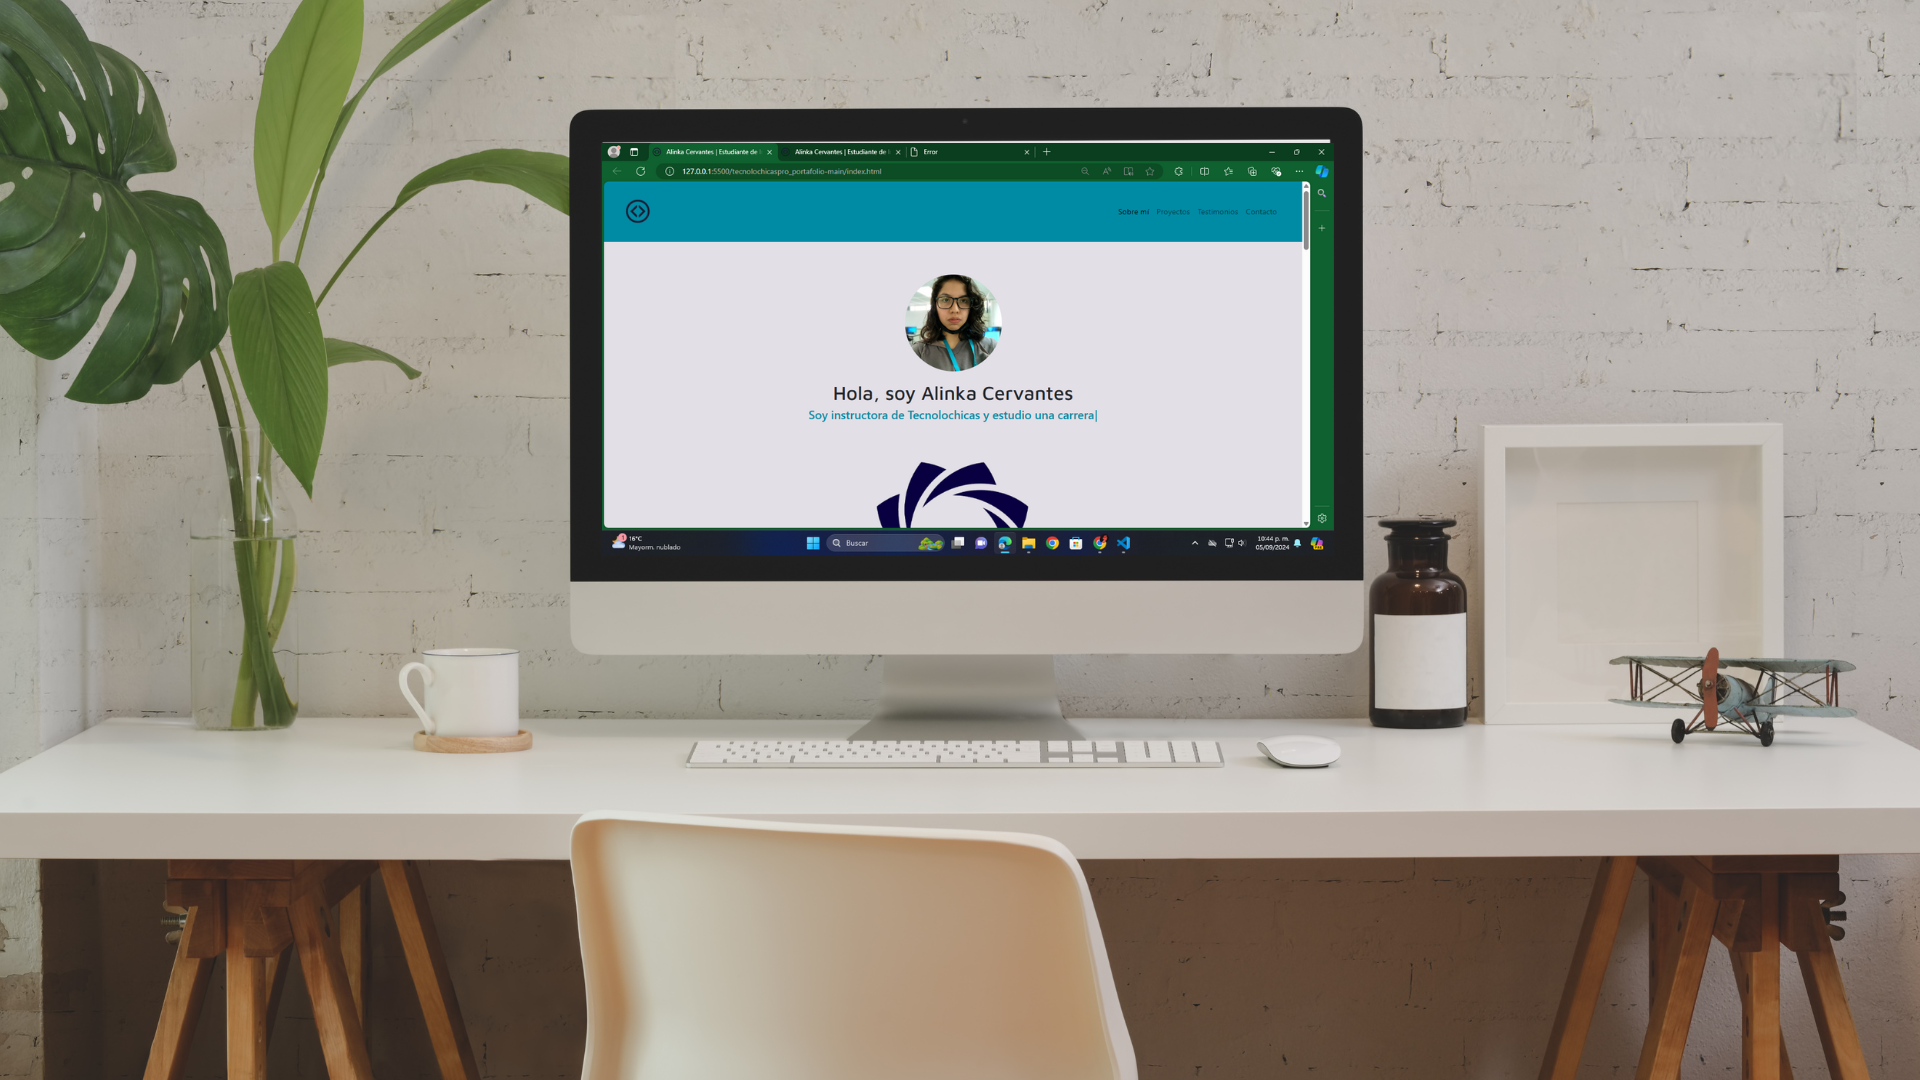 Alinka Cervantes | Estudiante de
Alinka Cervantes | Estudiante de
Error
127.0.0.1:5500/tecnolochicaspro_portafolio-main/index.html
Sobre mí Proyectos Testimonios Contacto
Hola, soy Alinka Cervantes
Soy instructora de Tecnolochicas y estudio una carrera|
1
16°C
Mayorm. nublado
Buscar
10:44 p. m.
05/09/2024